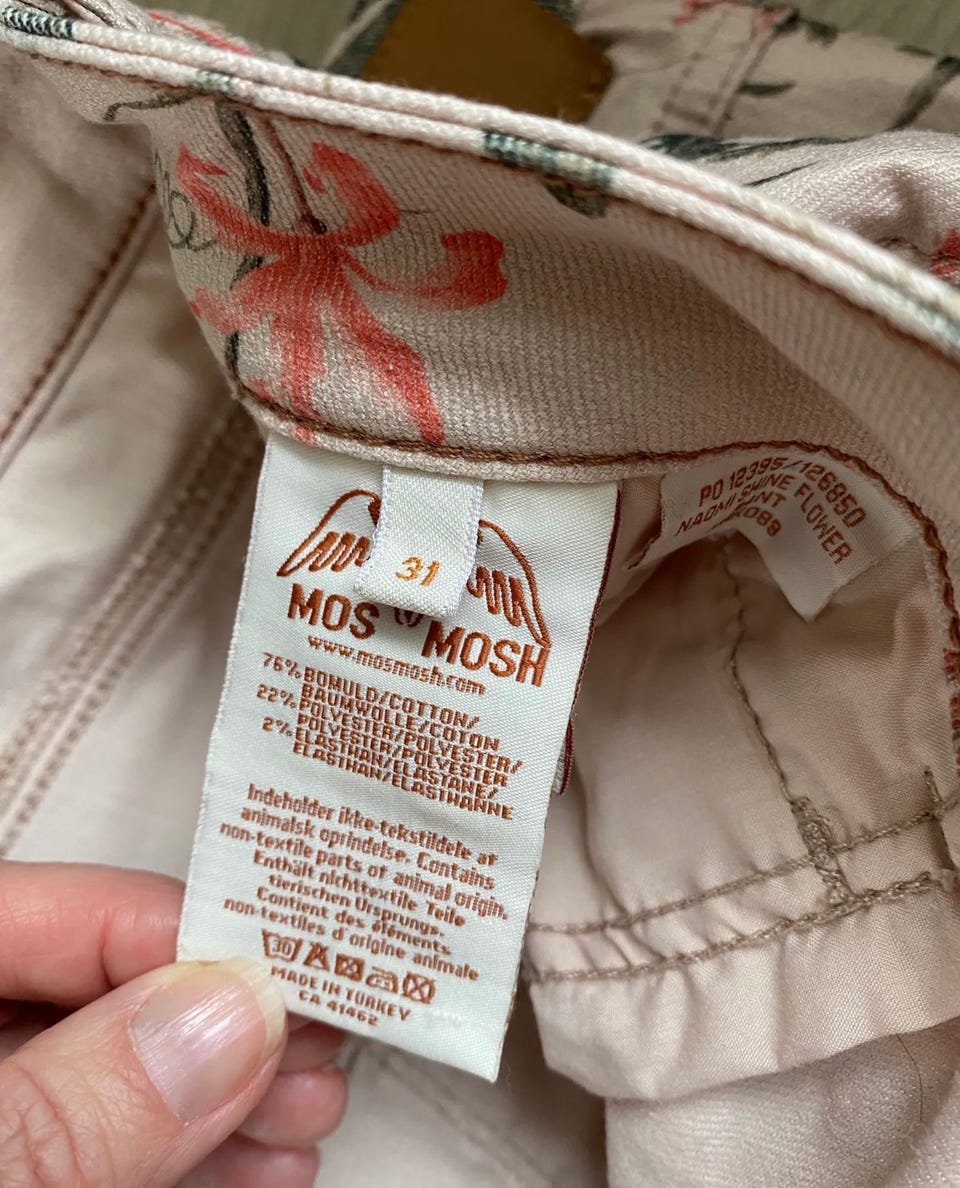 31
MOS MOSH
www.mosmosh.com
76% BOMULD/COTTON/
BAUMWOLLE/COTON
22% POLYESTER/POLYESTER/
POLYESTER/POLYESTER
2% ELASTHAN/ELASTANE/
ELASTHAN/ELASTHANNE
Indeholder ikke-tekstildele af
animalsk oprindelse. Contains
non-textile parts of animal origin.
Enthält nichttextile Teile
tierischen Ursprungs.
Contient des éléments
non-textiles d'origine animale
30
MADE IN TURKEY
CA 41462
PO 12395/126850
NAOMI SHINE FLOWER